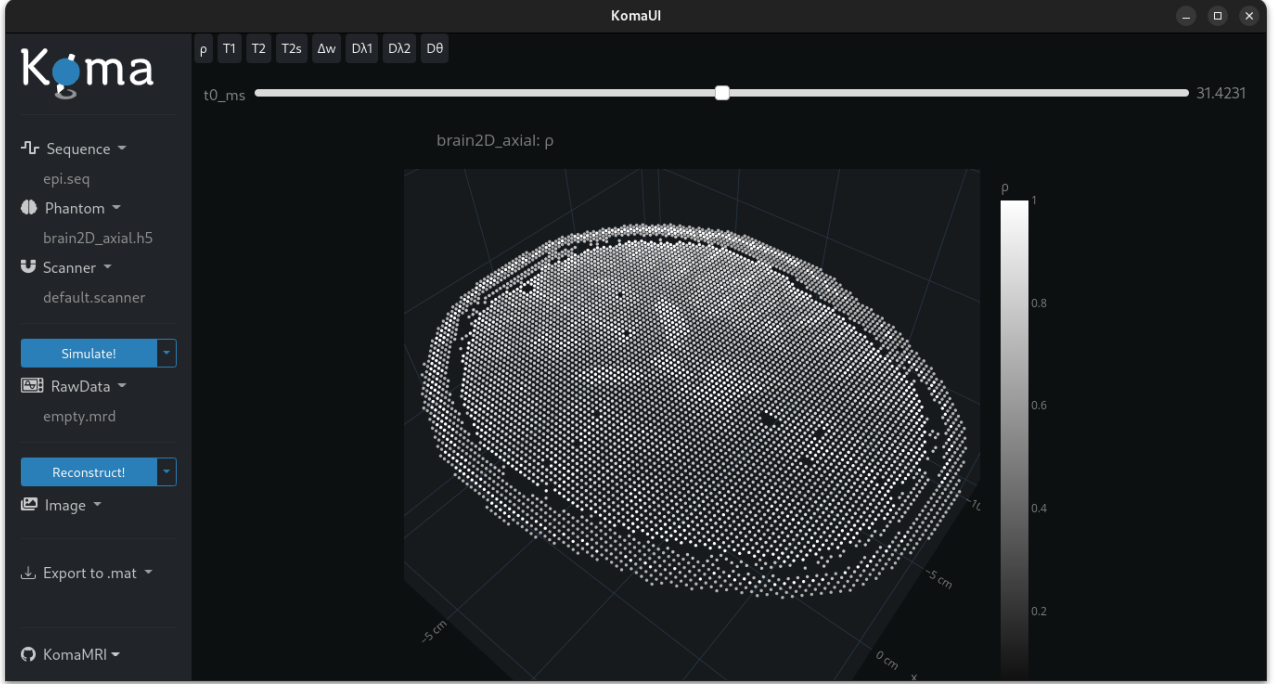 KomaUI
Koma
Sequence
epi.seq
Phantom
brain2D_axial.h5
Scanner
default.scanner
Simulate!
RawData
empty.mrd
Reconstruct!
Image
Export to .mat
KomaMRI
ρ T1 T2 T2s Δw Dλ1 Dλ2 Dθ
t0_ms 31.4231
brain2D_axial: ρ
ρ
1
0.8
0.6
0.4
0.2
−5 cm
0 cm
−5 cm
x